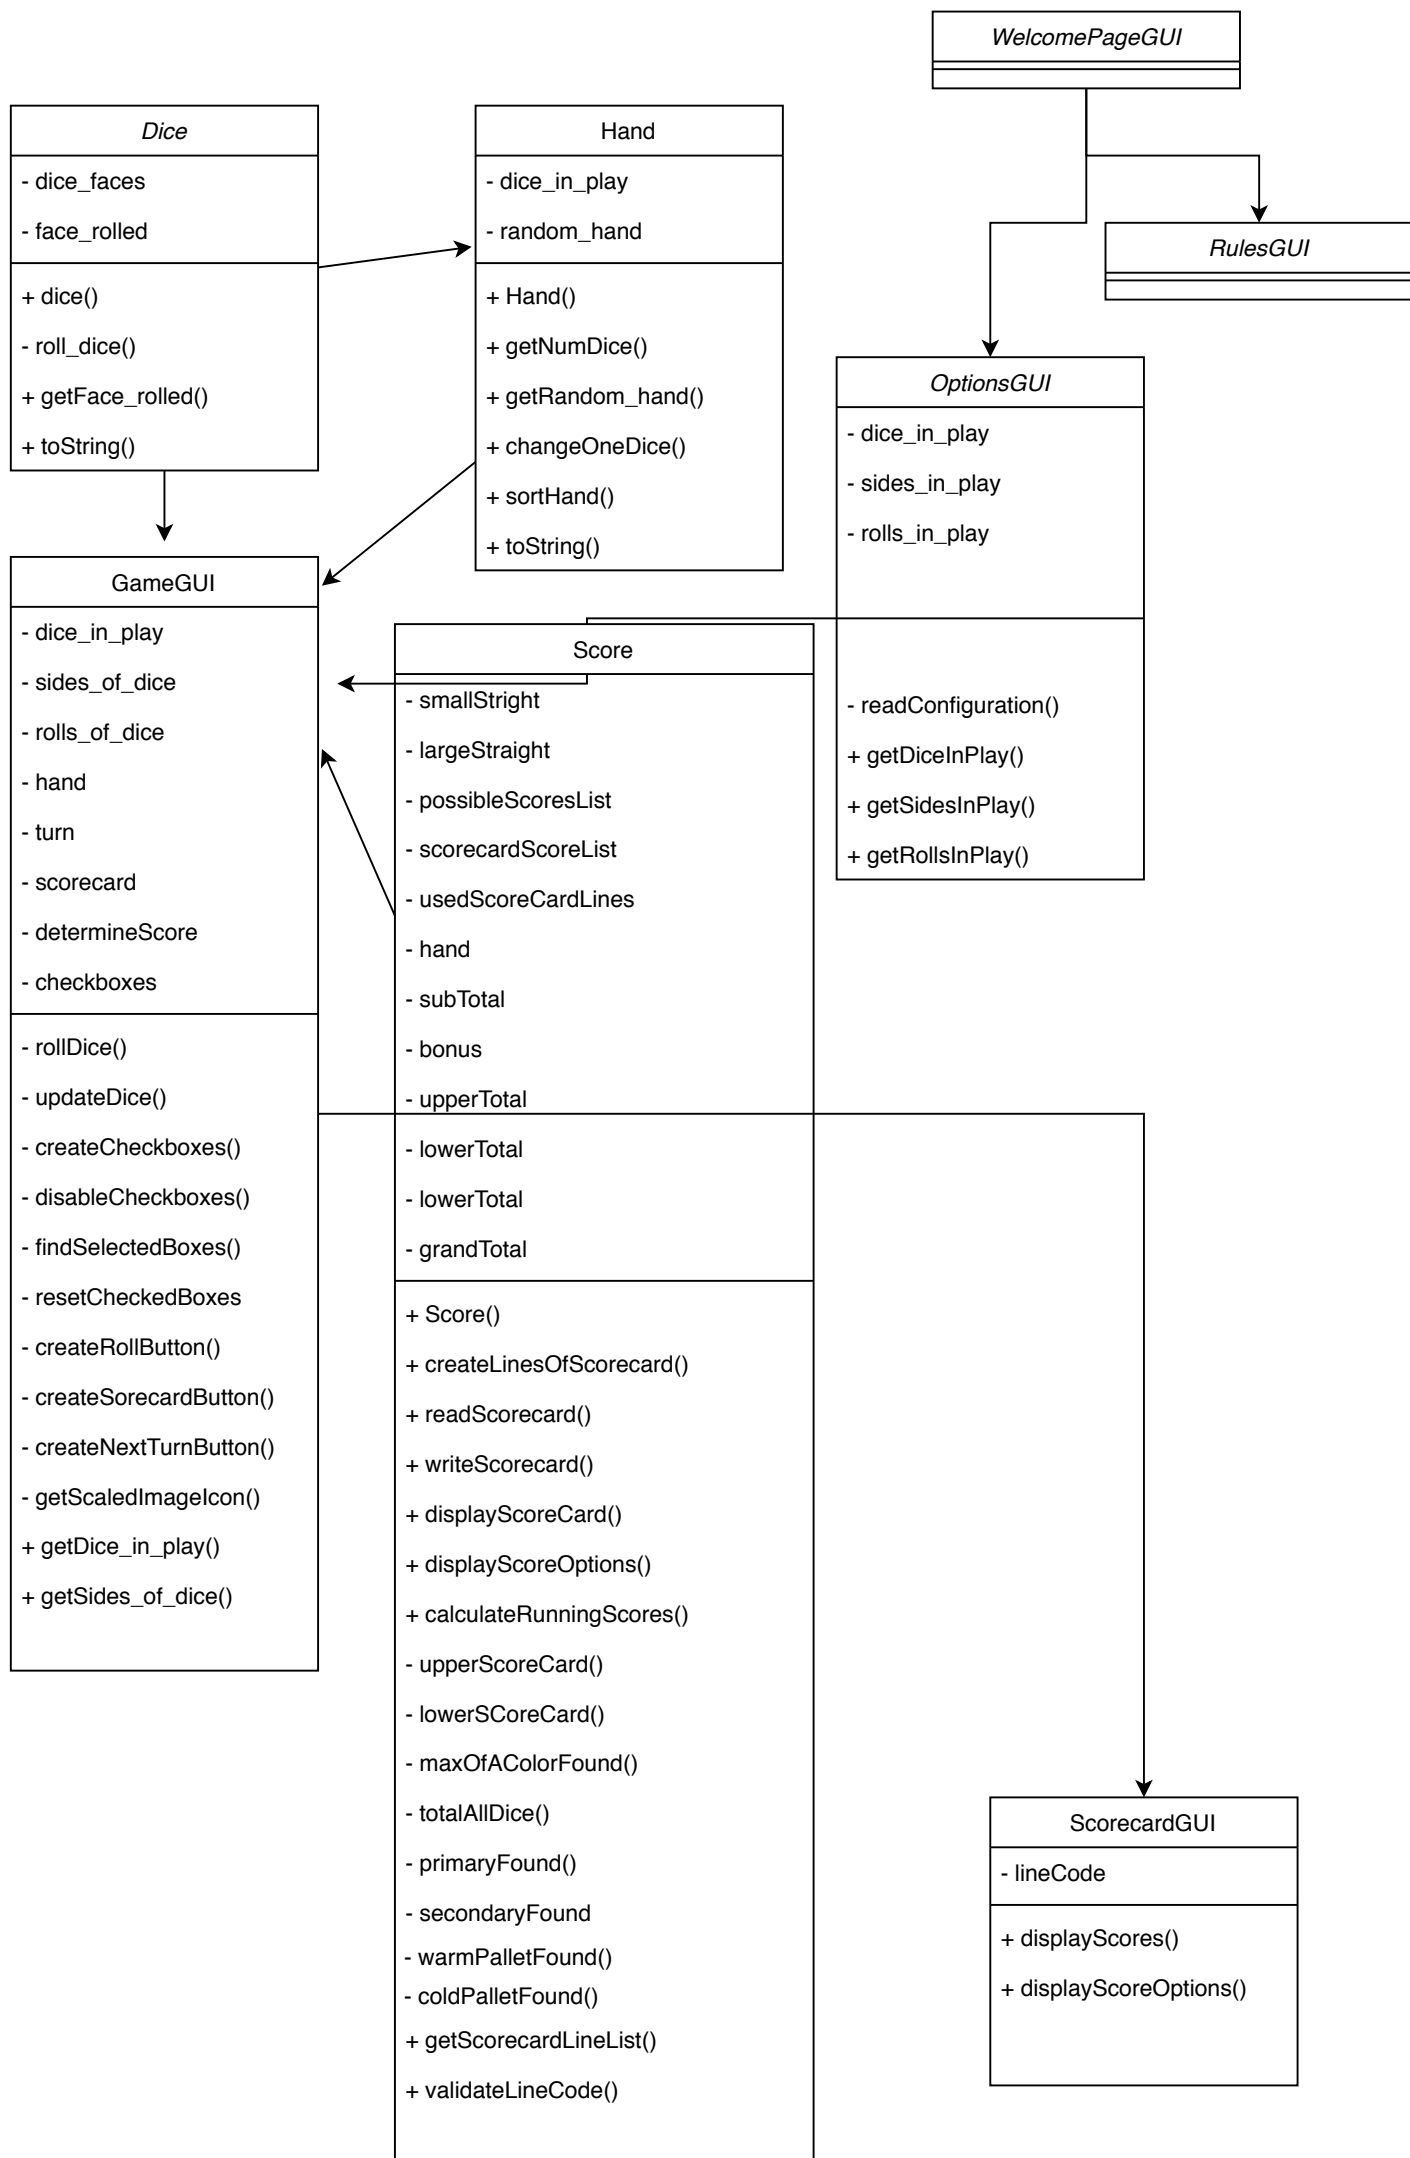 WelcomePageGUI
Dice
- dice_faces
- face_rolled
+ dice()
- roll_dice()
+ getFace_rolled()
+ toString()
Hand
- dice_in_play
- random_hand
+ Hand()
+ getNumDice()
+ getRandom_hand()
+ changeOneDice()
+ sortHand()
+ toString()
RulesGUI
OptionsGUI
- dice_in_play
- sides_in_play
- rolls_in_play
- readConfiguration()
+ getDiceInPlay()
+ getSidesInPlay()
+ getRollsInPlay()
GameGUI
- dice_in_play
- sides_of_dice
- rolls_of_dice
- hand
- turn
- scorecard
- determineScore
- checkboxes
- rollDice()
- updateDice()
- createCheckboxes()
- disableCheckboxes()
- findSelectedBoxes()
- resetCheckedBoxes
- createRollButton()
- createSorecardButton()
- createNextTurnButton()
- getScaledImageIcon()
+ getDice_in_play()
+ getSides_of_dice()
Score
- smallStright
- largeStraight
- possibleScoresList
- scorecardScoreList
- usedScoreCardLines
- hand
- subTotal
- bonus
- upperTotal
- lowerTotal
- lowerTotal
- grandTotal
+ Score()
+ createLinesOfScorecard()
+ readScorecard()
+ writeScorecard()
+ displayScoreCard()
+ displayScoreOptions()
+ calculateRunningScores()
- upperScoreCard()
- lowerSCoreCard()
- maxOfAColorFound()
- totalAllDice()
- primaryFound()
- secondaryFound
- warmPalletFound()
- coldPalletFound()
+ getScorecardLineList()
+ validateLineCode()
ScorecardGUI
- lineCode
+ displayScores()
+ displayScoreOptions()